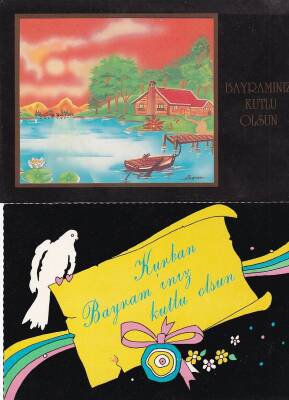 BAYRAMINIZ
KUTLU
OLSUN
Kurban
Bayram ınız
kutlu olsun